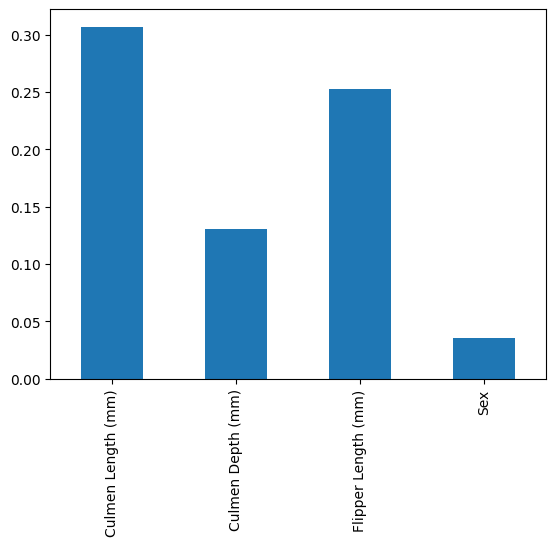 0.30
0.25
0.20
0.15
0.10
0.05
0.00
Culmen Length (mm)
Culmen Depth (mm)
Flipper Length (mm)
Sex